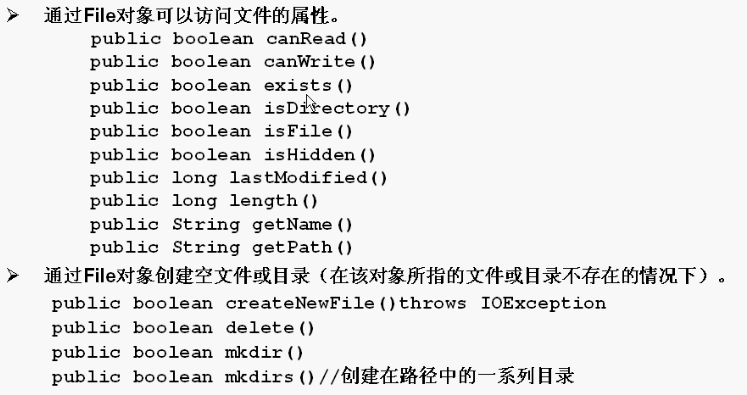 ➢ 通过File对象可以访问文件的属性。
public boolean canRead()
public boolean canWrite()
public boolean exists()
public boolean isDirectory()
public boolean isFile()
public boolean isHidden()
public long lastModified()
public long length()
public String getName()
public String getPath()
➢ 通过File对象创建空文件或目录（在该对象所指的文件或目录不存在的情况下）。
public boolean createNewFile()throws IOException
public boolean delete()
public boolean mkdir()
public boolean mkdirs()//创建在路径中的一系列目录